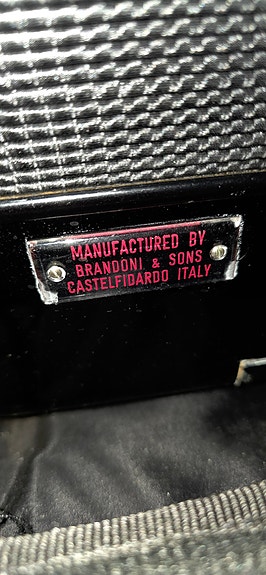 MANUFACTURED BY
BRANDONI & SONS
CASTELFIDARDO ITALY